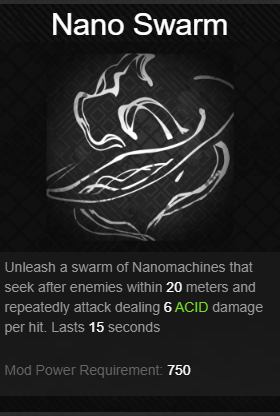 Nano Swarm
Unleash a swarm of Nanomachines that
seek after enemies within 20 meters and
repeatedly attack dealing 6 ACID damage
per hit. Lasts 15 seconds
Mod Power Requirement: 750